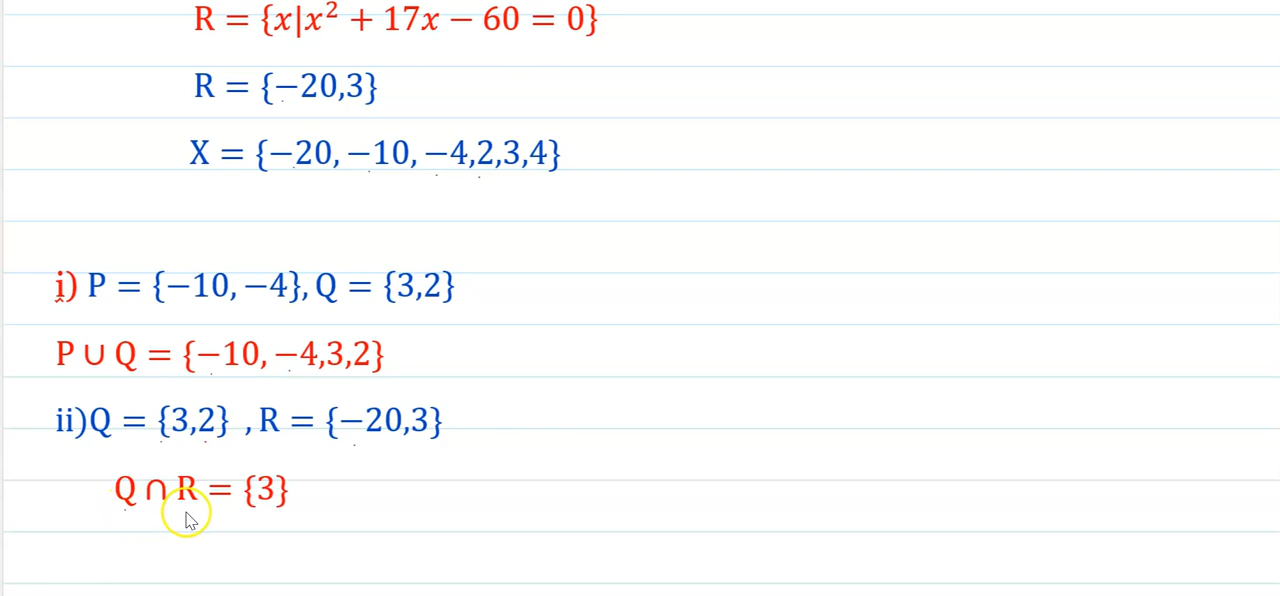 R = {x|x² + 17x − 60 = 0}
R = {−20,3}
X = {−20, −10, −4,2,3,4}
i) P = {−10, −4}, Q = {3,2}
P ∪ Q = {−10, −4,3,2}
ii)Q = {3,2} , R = {−20,3}
Q ∩ R = {3}